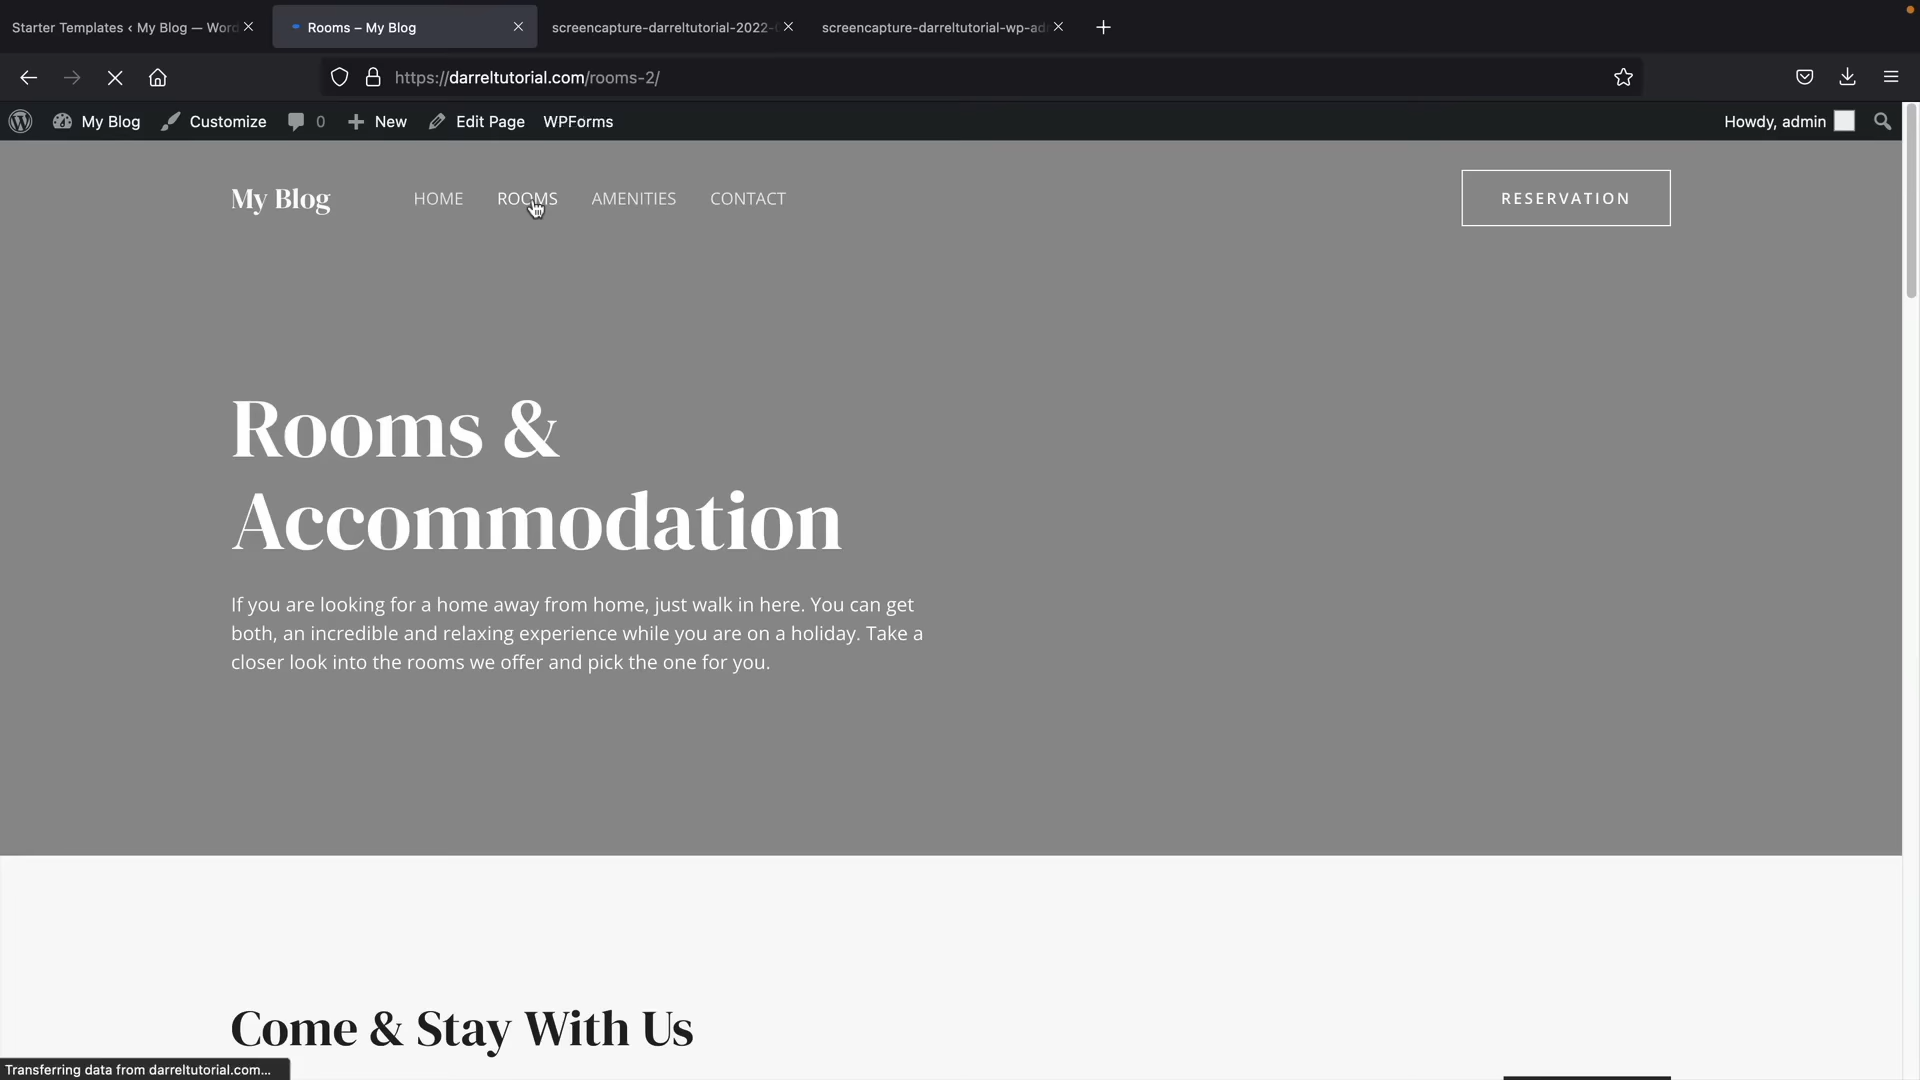 Starter Templates ‹ My Blog — Word
Rooms – My Blog
screencapture-darreltutorial-2022-
screencapture-darreltutorial-wp-ad
https://darreltutorial.com/rooms-2/
My Blog
Customize
0
New
Edit Page
WPForms
Howdy, admin
My Blog
HOME
ROOMS
AMENITIES
CONTACT
RESERVATION
Rooms &
Accommodation
If you are looking for a home away from home, just walk in here. You can get
both, an incredible and relaxing experience while you are on a holiday. Take a
closer look into the rooms we offer and pick the one for you.
Come & Stay With Us
Transferring data from darreltutorial.com...